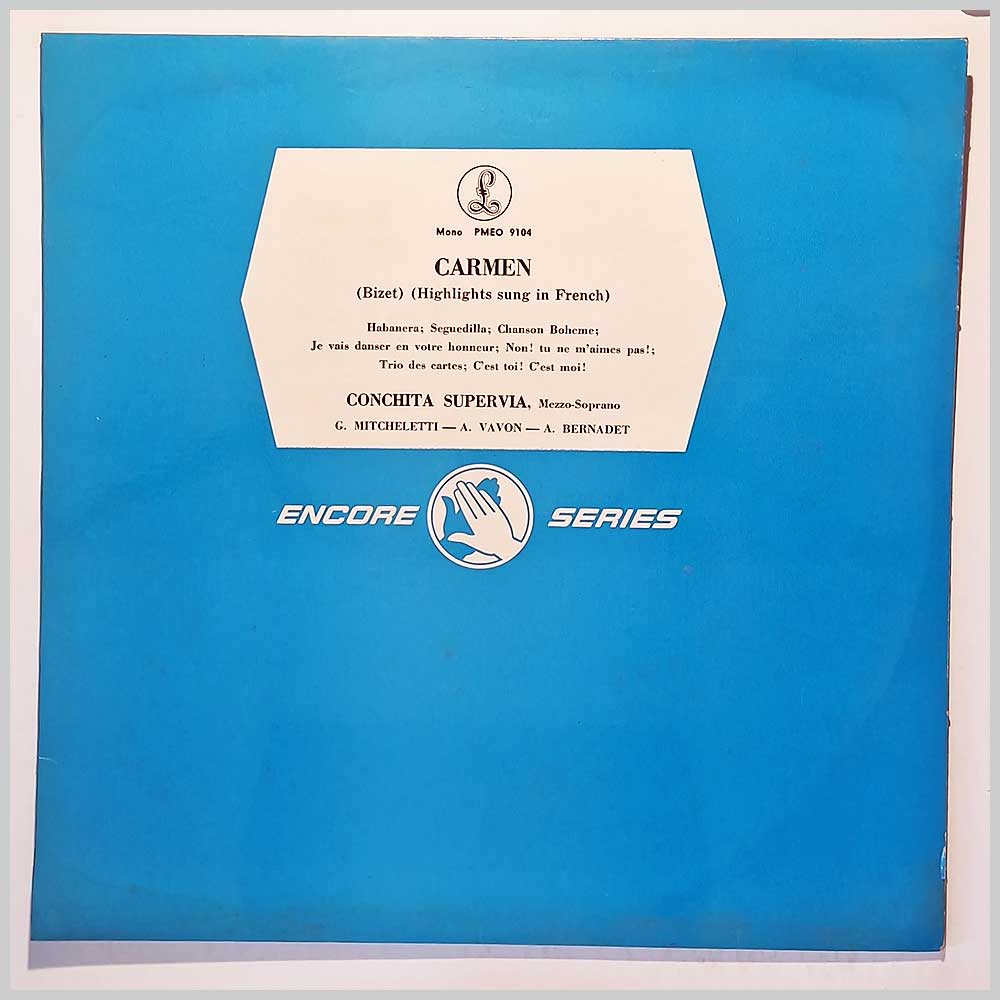 £
Mono PMEO 9104
CARMEN
(Bizet) (Highlights sung in French)
Habanera; Seguedilla; Chanson Boheme;
Je vais danser en votre honneur; Non! tu ne m'aimes pas!;
Trio des cartes; C'est toi! C'est moi!
CONCHITA SUPERVIA, Mezzo-Soprano
G. MITCHELETTI — A. VAVON — A. BERNADET
ENCORE SERIES